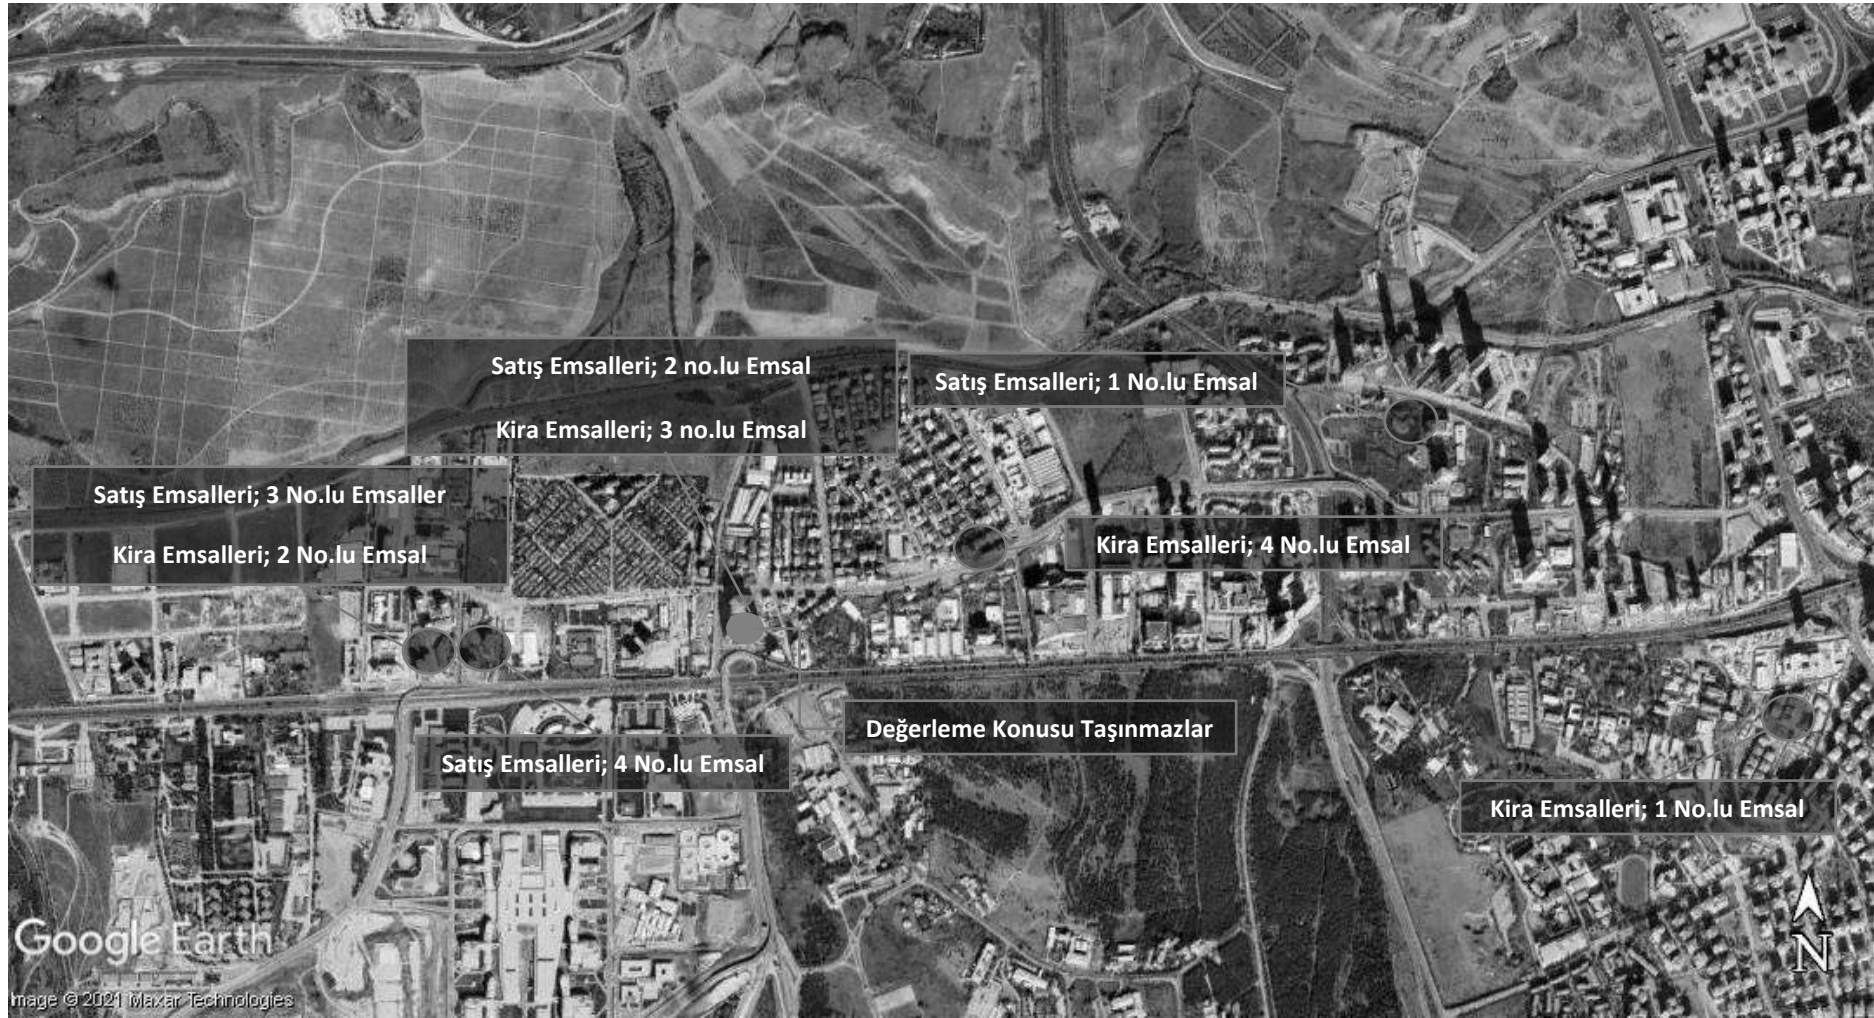 Satış Emsalleri; 2 no.lu Emsal
Kira Emsalleri; 3 no.lu Emsal
Satış Emsalleri; 1 No.lu Emsal
Satış Emsalleri; 3 No.lu Emsaller
Kira Emsalleri; 2 No.lu Emsal
Kira Emsalleri; 4 No.lu Emsal
Değerleme Konusu Taşınmazlar
Satış Emsalleri; 4 No.lu Emsal
Kira Emsalleri; 1 No.lu Emsal
Google Earth
N
Image © 2021 Maxar Technologies